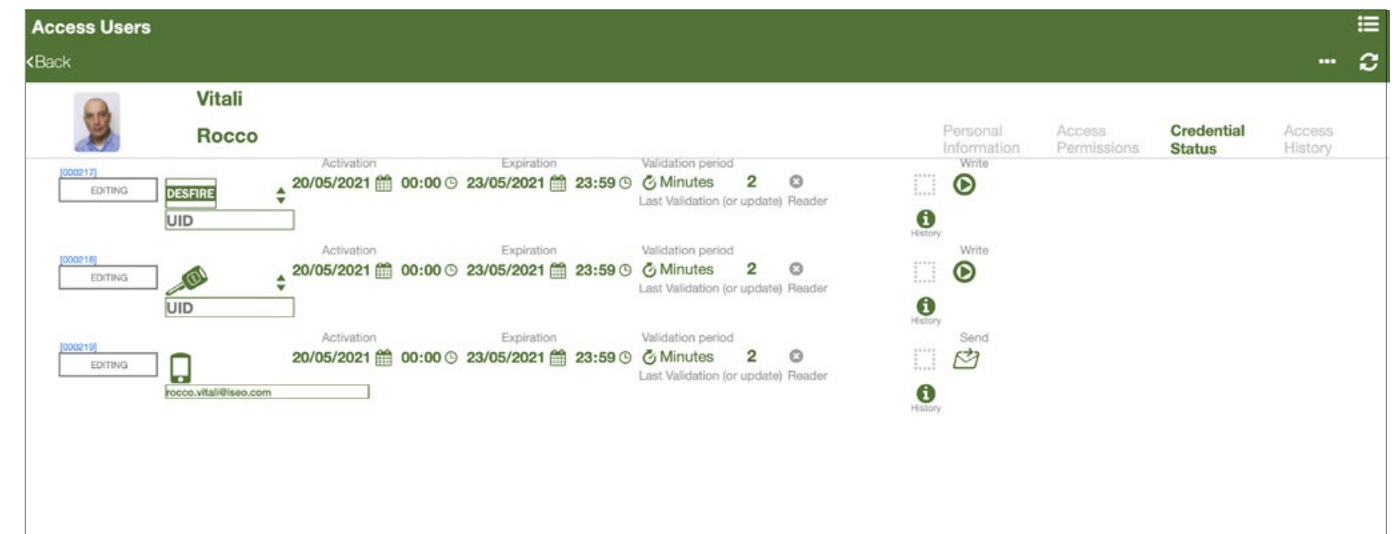 Access Users
<Back
Vitali
Rocco
Personal Information
Access Permissions
Credential Status
Access History
Activation Expiration Validation period Write
[000217]
EDITING DESFIRE 20/05/2021 00:00 23/05/2021 23:59 Minutes 2
Last Validation (or update) Reader
UID
History
Activation Expiration Validation period Write
[000218]
EDITING 20/05/2021 00:00 23/05/2021 23:59 Minutes 2
Last Validation (or update) Reader
UID
History
Activation Expiration Validation period Send
[000219]
EDITING 20/05/2021 00:00 23/05/2021 23:59 Minutes 2
Last Validation (or update) Reader
rocco.vitali@iseo.com
History